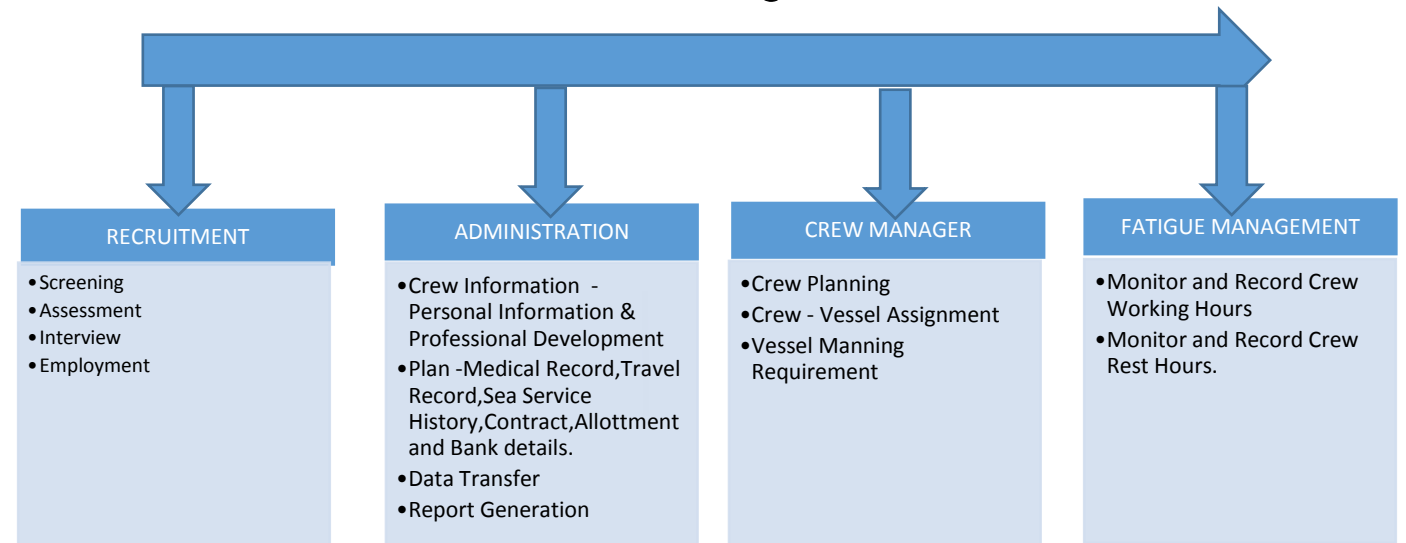 RECRUITMENT
•Screening
•Assessment
•Interview
•Employment
ADMINISTRATION
•Crew Information -
Personal Information &
Professional Development
•Plan -Medical Record,Travel
Record,Sea Service
History,Contract,Allottment
and Bank details.
•Data Transfer
•Report Generation
CREW MANAGER
•Crew Planning
•Crew - Vessel Assignment
•Vessel Manning
Requirement
FATIGUE MANAGEMENT
•Monitor and Record Crew
Working Hours
•Monitor and Record Crew
Rest Hours.